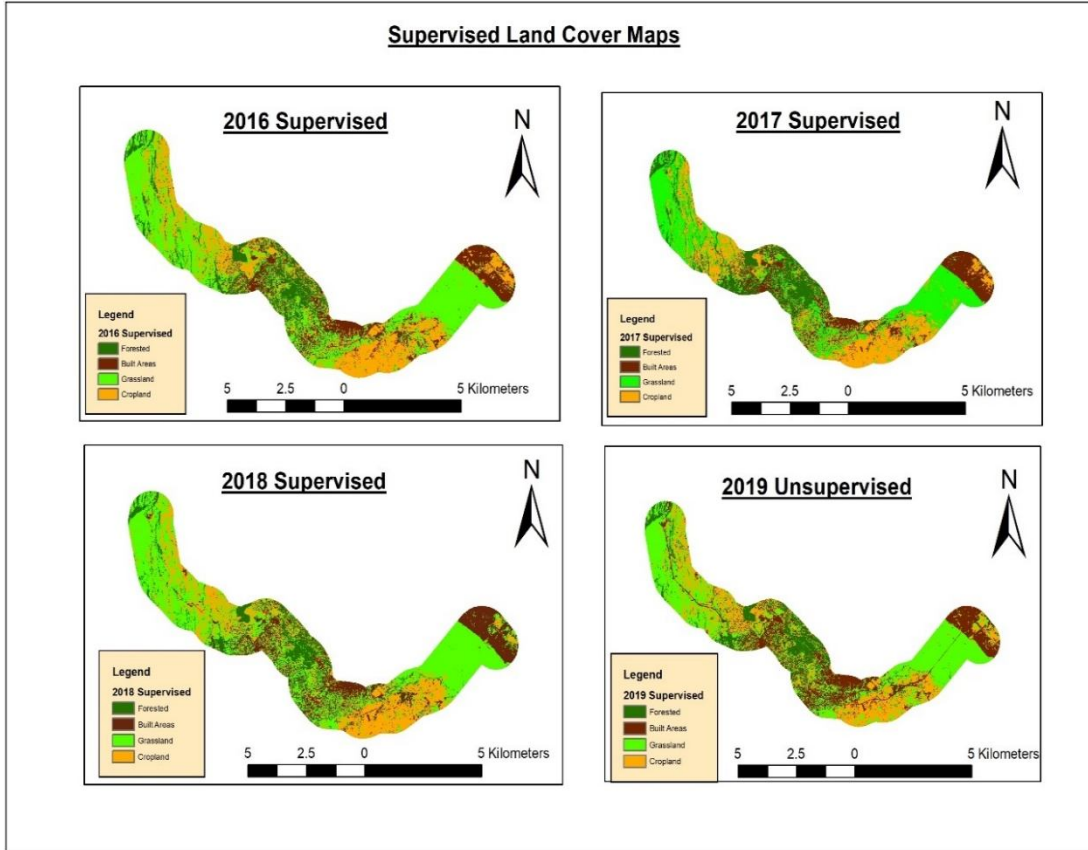 Supervised Land Cover Maps
2016 Supervised
N
Legend
2016 Supervised
Forested
Built Areas
Grassland
Cropland
5 2.5 0 5 Kilometers
2017 Supervised
N
Legend
2017 Supervised
Forested
Built Areas
Grassland
Cropland
5 2.5 0 5 Kilometers
2018 Supervised
N
Legend
2018 Supervised
Forested
Built Areas
Grassland
Cropland
5 2.5 0 5 Kilometers
2019 Unsupervised
N
Legend
2019 Supervised
Forested
Built Areas
Grassland
Cropland
5 2.5 0 5 Kilometers